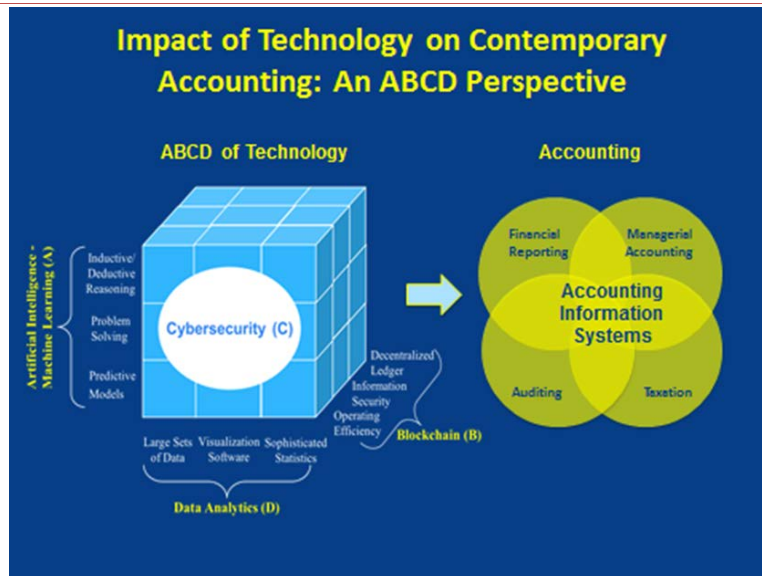 Impact of Technology on Contemporary
Accounting: An ABCD Perspective
ABCD of Technology
Accounting
Artificial Intelligence -
Machine Learning (A)
Inductive/
Deductive
Reasoning
Problem
Solving
Predictive
Models
Cybersecurity (C)
Decentralized
Ledger
Information
Security
Operating
Efficiency
Blockchain (B)
Large Sets
of Data
Visualization
Software
Sophisticated
Statistics
Data Analytics (D)
Financial
Reporting
Managerial
Accounting
Accounting
Information
Systems
Auditing
Taxation